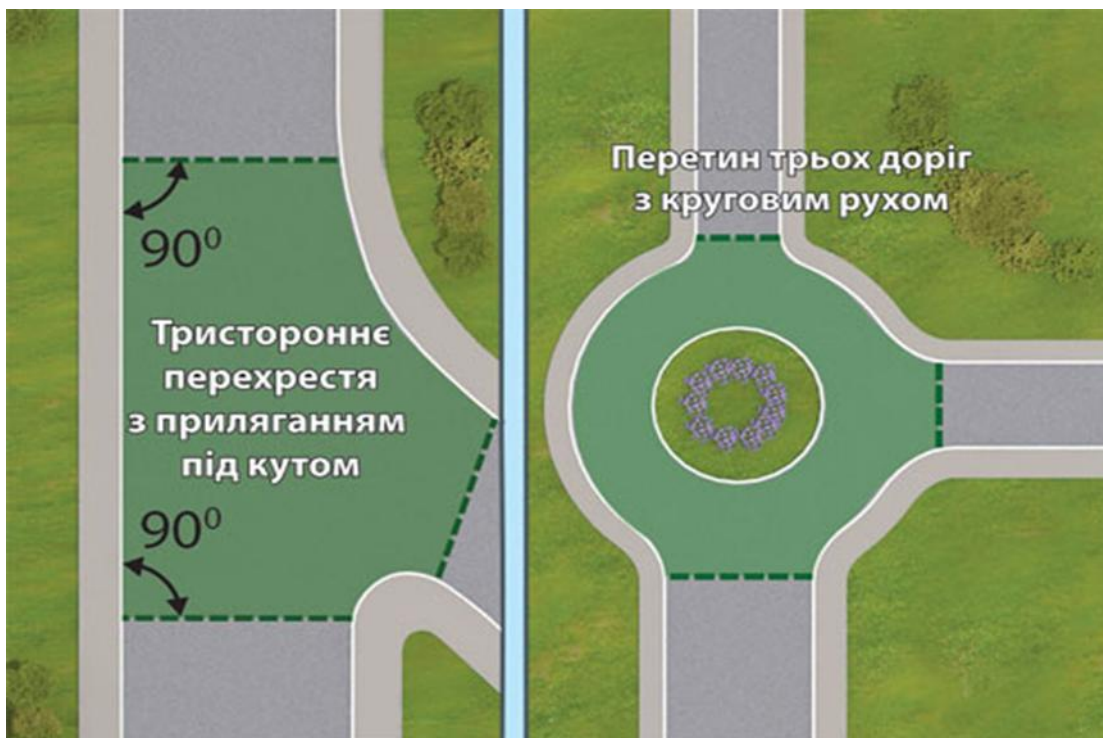 90⁰
Тристороннє
перехрестя
з приляганням
під кутом
90⁰
Перетин трьох доріг
з круговим рухом